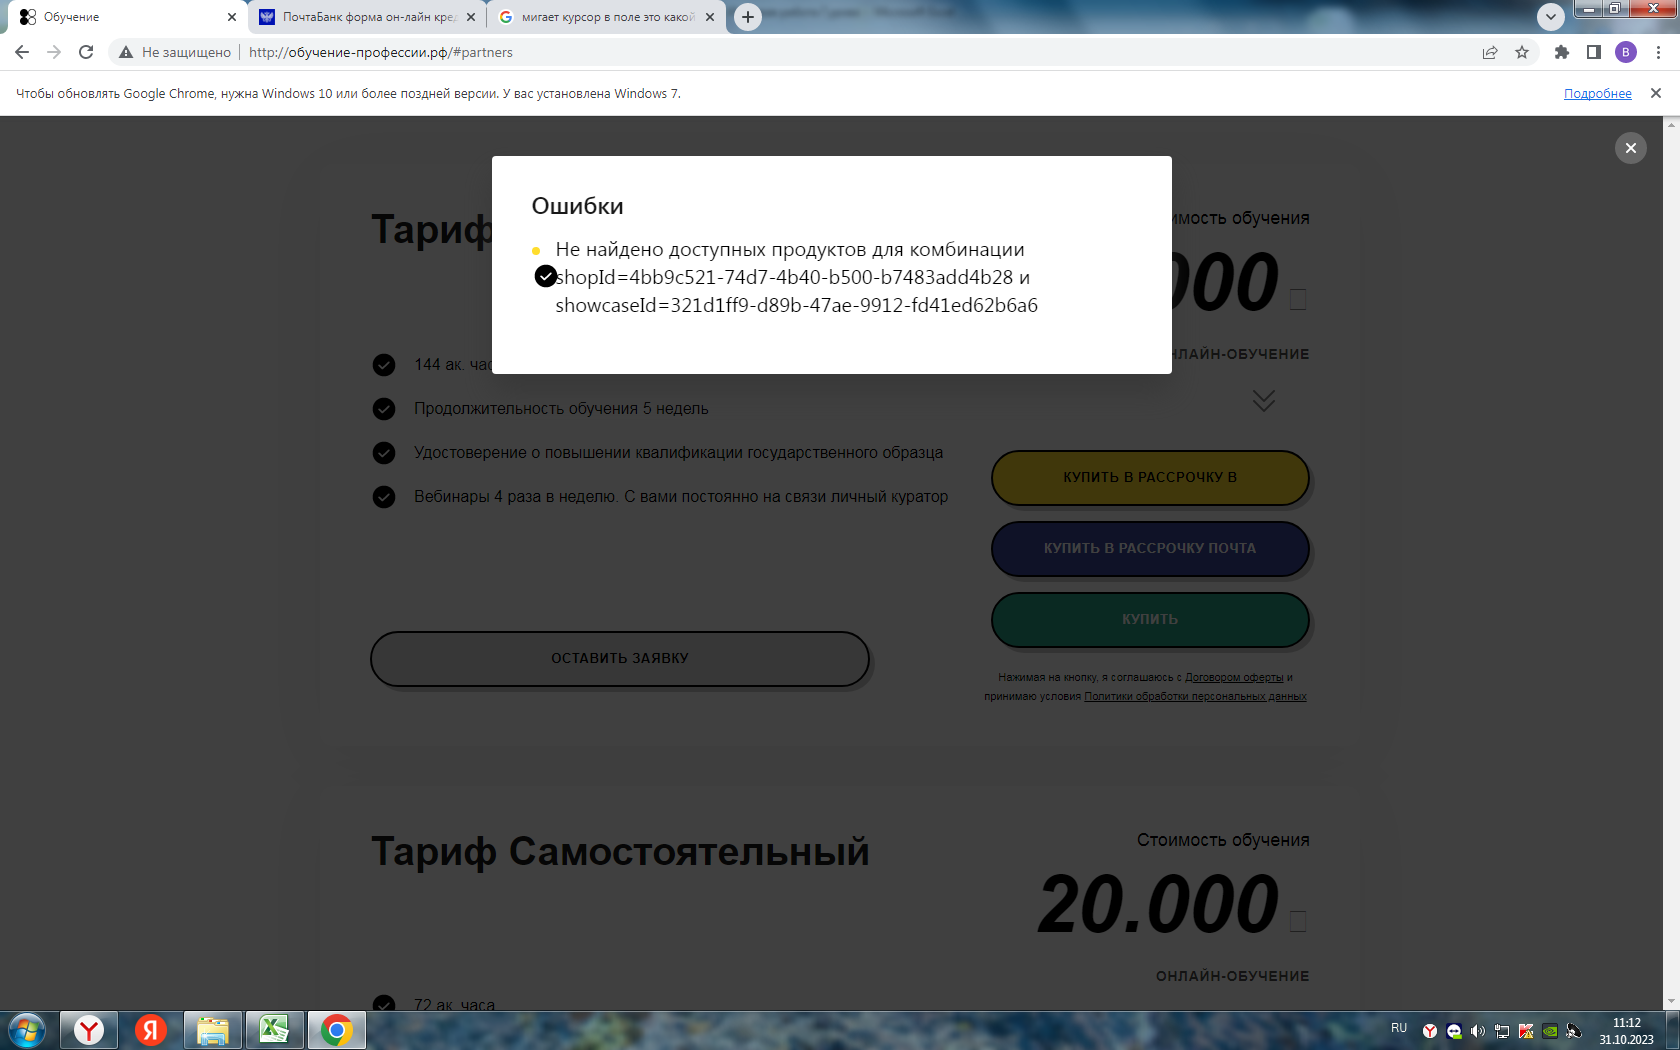 Обучение
ПочтаБанк форма он-лайн кре
мигает курсор в поле это какой
Не защищено
http://обучение-профессии.рф/#partners
В
Чтобы обновлять Google Chrome, нужна Windows 10 или более поздней версии. У вас установлена Windows 7.
Подробнее
Ошибки
Не найдено доступных продуктов для комбинации
shopId=4bb9c521-74d7-4b40-b500-b7483add4b28 и
showcaseId=321d1ff9-d89b-47ae-9912-fd41ed62b6a6
Тариф
имость обучения
000
НЛАЙН-ОБУЧЕНИЕ
144 ак. час
Продолжительность обучения 5 недель
Удостоверение о повышении квалификации государственного образца
Вебинары 4 раза в неделю. С вами постоянно на связи личный куратор
КУПИТЬ В РАССРОЧКУ В
КУПИТЬ В РАССРОЧКУ ПОЧТА
КУПИТЬ
ОСТАВИТЬ ЗАЯВКУ
Нажимая на кнопку, я соглашаюсь с Договором оферты и
принимаю условия Политики обработки персональных данных
Тариф Самостоятельный
Стоимость обучения
20.000
ОНЛАЙН-ОБУЧЕНИЕ
72 ак. часа
RU
11:12
31.10.2023